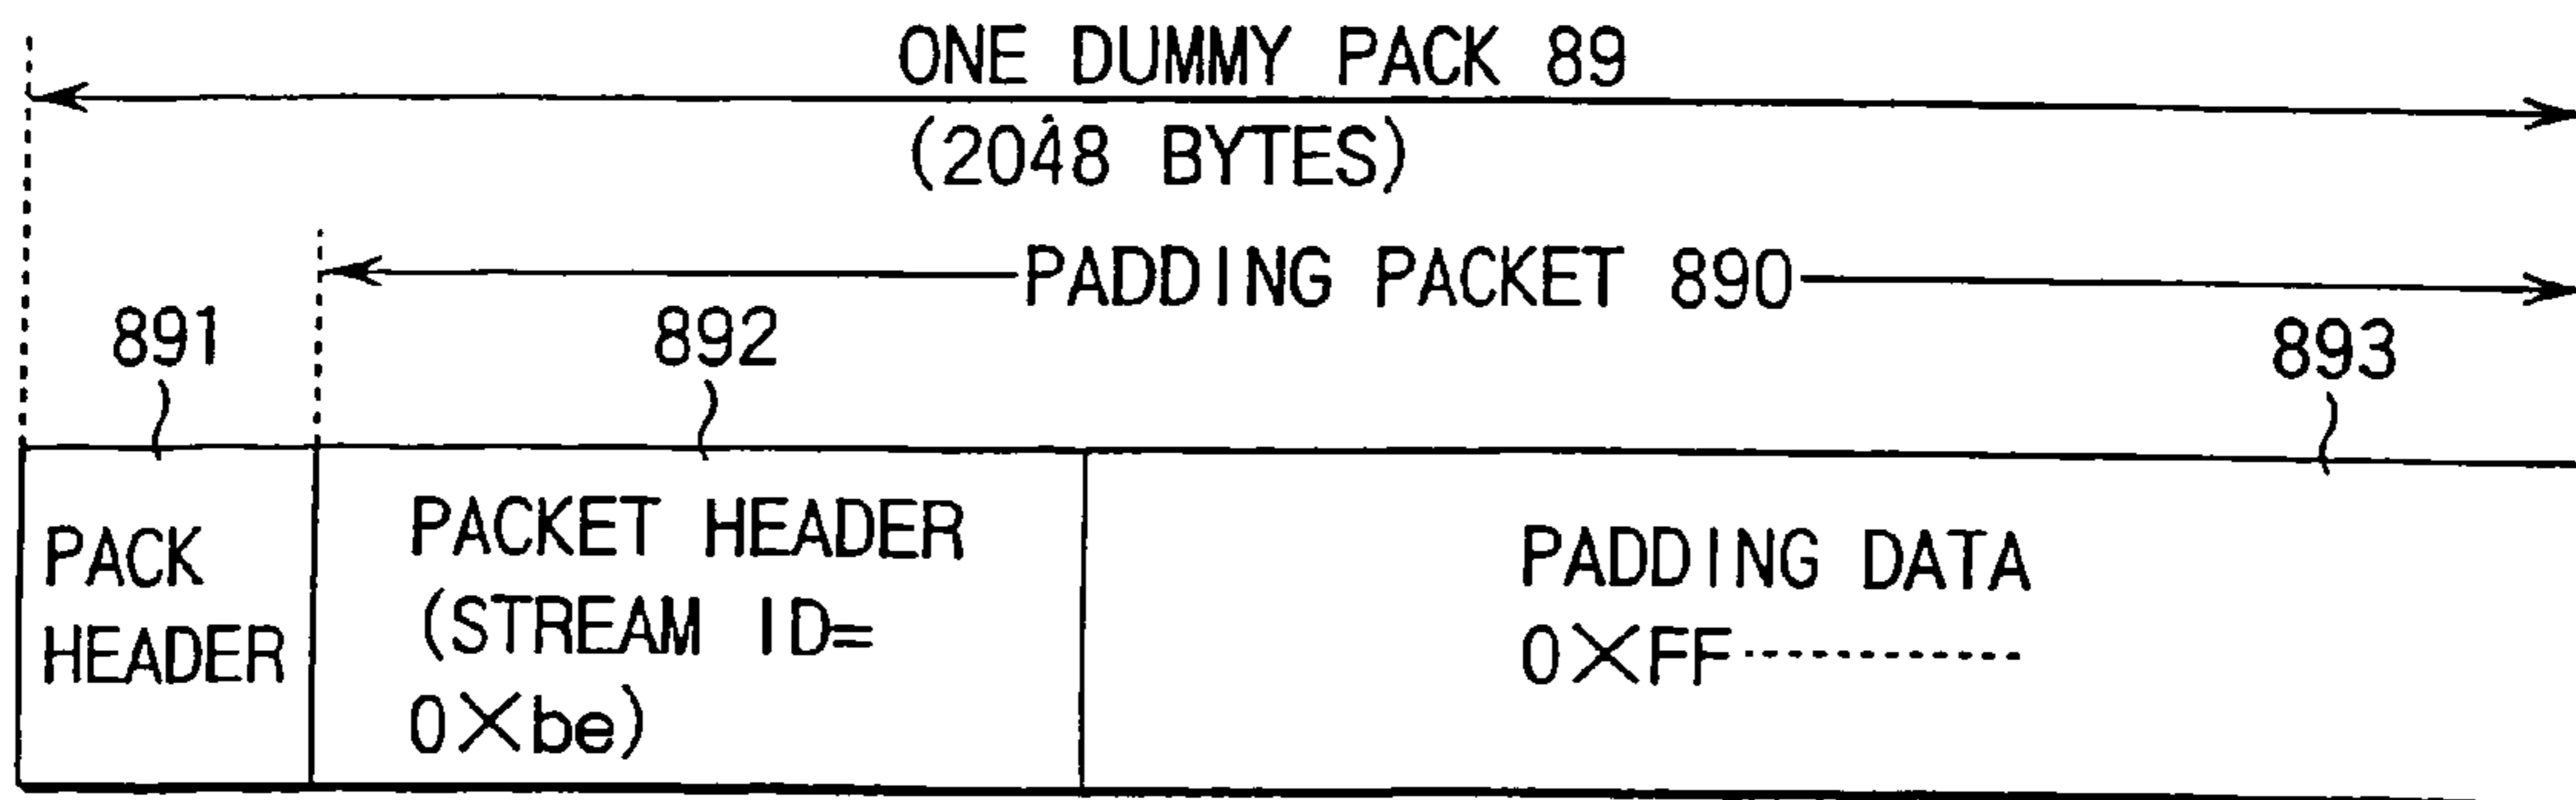 ONE DUMMY PACK 89
(2048 BYTES)
PADDING PACKET 890
891
892
893
PACK
HEADER
PACKET HEADER
(STREAM ID=
0×be)
PADDING DATA
0×FF-----------